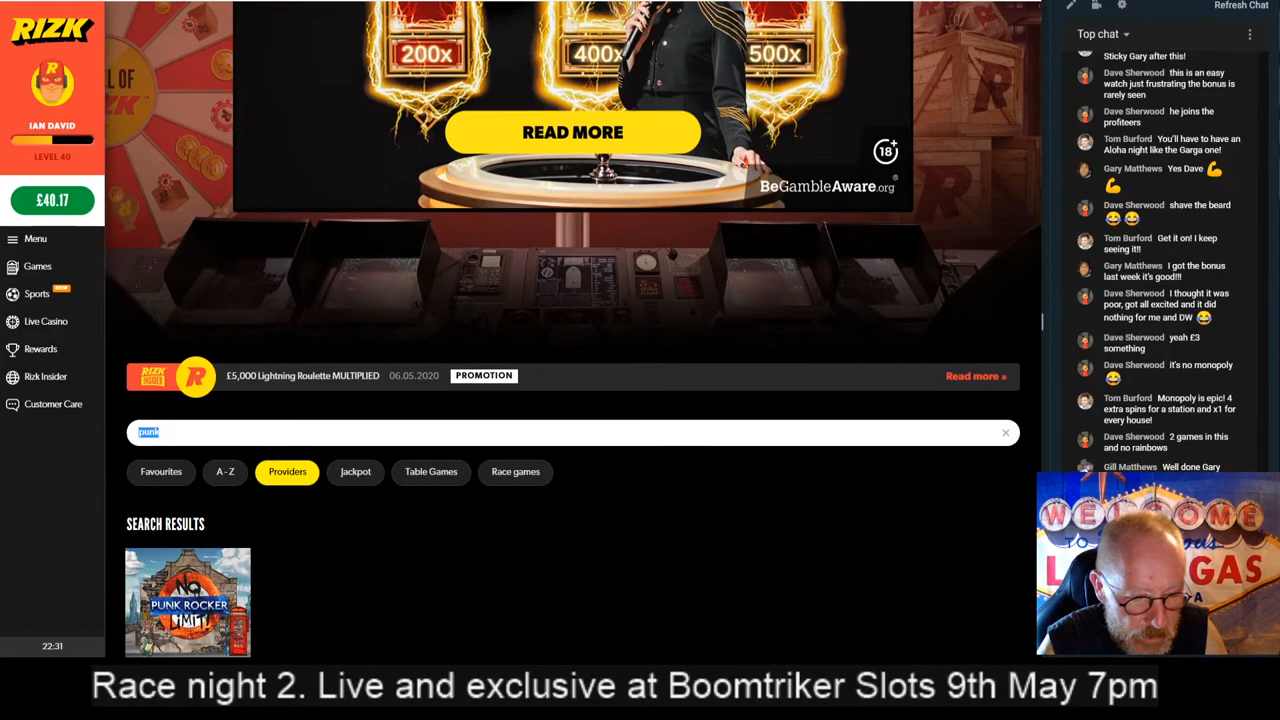 RIZK
IAN DAVID
LEVEL 40
£40.17
Menu
Games
Sports NEW
Live Casino
Rewards
Rizk Insider
Customer Care
22:31
200x
400x
500x
READ MORE
18+
BeGambleAware.org®
EL OF
ZK
RIZK
INSIDER
R
£5,000 Lightning Roulette MULTIPLIED 06.05.2020 PROMOTION Read more »
punk
Favourites
A - Z
Providers
Jackpot
Table Games
Race games
SEARCH RESULTS
No
PUNK ROCKER
LIMIT
Refresh Chat
Top chat
Sticky Gary after this!
Dave Sherwood this is an easy
watch just frustrating the bonus is
rarely seen
Dave Sherwood he joins the
profiteers
Tom Burford You'll have to have an
Aloha night like the Garga one!
Gary Matthews Yes Dave 💪
💪
Dave Sherwood shave the beard
😂 😂
Tom Burford Get it on! I keep
seeing it!!
Gary Matthews I got the bonus
last week it's good!!!
Dave Sherwood I thought it was
poor, got all excited and it did
nothing for me and DW 😂
Dave Sherwood yeah £3
something
Dave Sherwood it's no monopoly
😂
Tom Burford Monopoly is epic! 4
extra spins for a station and x1 for
every house!
Dave Sherwood 2 games in this
and no rainbows
Gill Matthews Well done Gary
WELCOME
TO
L GAS
Race night 2. Live and exclusive at Boomtriker Slots 9th May 7pm